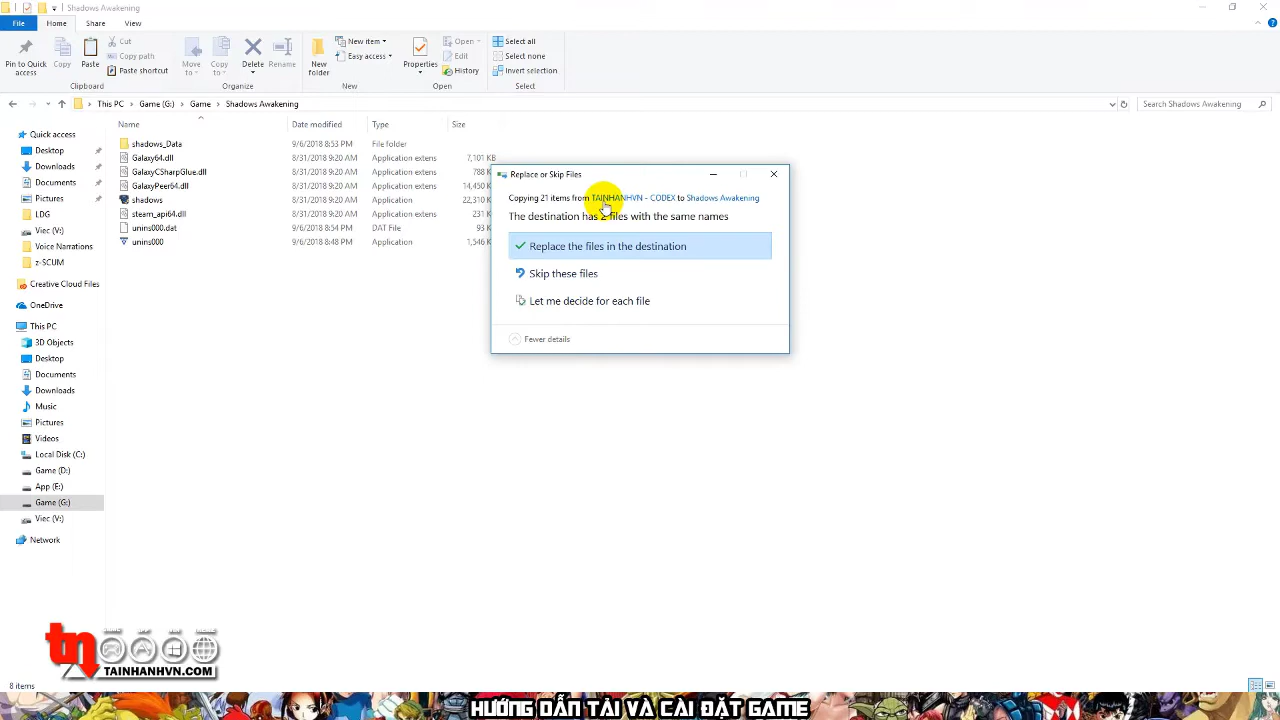 Shadows Awakening
File Home Share View
Pin to Quick access
Copy
Paste
Cut
Copy path
Paste shortcut
Clipboard
Move to
Copy to
Delete
Rename
Organize
New folder
New item
Easy access
New
Properties
Open
Edit
History
Open
Select all
Select none
Invert selection
Select
This PC Game (G:) Game Shadows Awakening
Search Shadows Awakening
Name Date modified Type Size
shadows_Data 9/6/2018 8:53 PM File folder
Galaxy64.dll 8/31/2018 9:20 AM Application extens 7,101 KB
GalaxyCSharpGlue.dll 8/31/2018 9:20 AM Application extens 788 K
GalaxyPeer64.dll 8/31/2018 9:20 AM Application extens 14,450 K
shadows 8/31/2018 9:20 AM Application 22,310 K
steam_api64.dll 8/31/2018 9:20 AM Application extens 231 K
unins000.dat 9/6/2018 8:54 PM DAT File 93 K
unins000 9/6/2018 8:48 PM Application 1,546 K
Quick access
Desktop
Downloads
Documents
Pictures
LDG
Viec (V:)
Voice Narrations
z-SCUM
Creative Cloud Files
OneDrive
This PC
3D Objects
Desktop
Documents
Downloads
Music
Pictures
Videos
Local Disk (C:)
Game (D:)
App (E:)
Game (G:)
Viec (V:)
Network
Replace or Skip Files
Copying 21 items from TAINHANHVN - CODEX to Shadows Awakening
The destination has files with the same names
Replace the files in the destination
Skip these files
Let me decide for each file
Fewer details
tn
TAINHANHVN.COM
8 items
HƯỚNG DẪN TẢI VÀ CÀI ĐẶT GAME